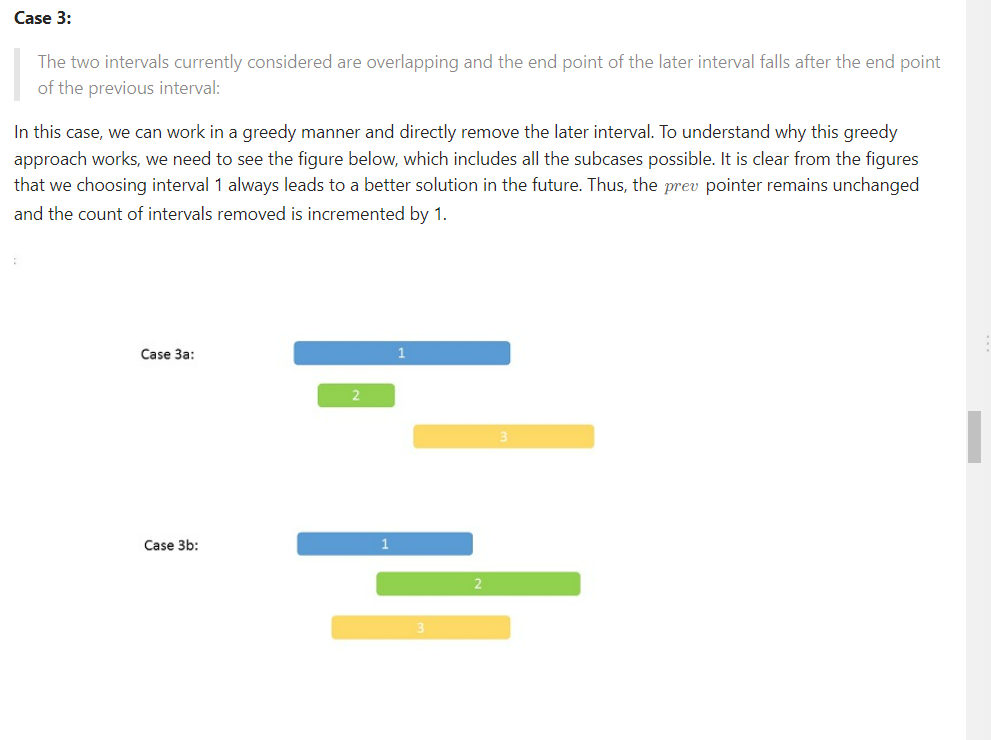 Case 3:
The two intervals currently considered are overlapping and the end point of the later interval falls after the end point
of the previous interval:
In this case, we can work in a greedy manner and directly remove the later interval. To understand why this greedy
approach works, we need to see the figure below, which includes all the subcases possible. It is clear from the figures
that we choosing interval 1 always leads to a better solution in the future. Thus, the prev pointer remains unchanged
and the count of intervals removed is incremented by 1.
:
Case 3a:
1
2
3
Case 3b:
1
2
3